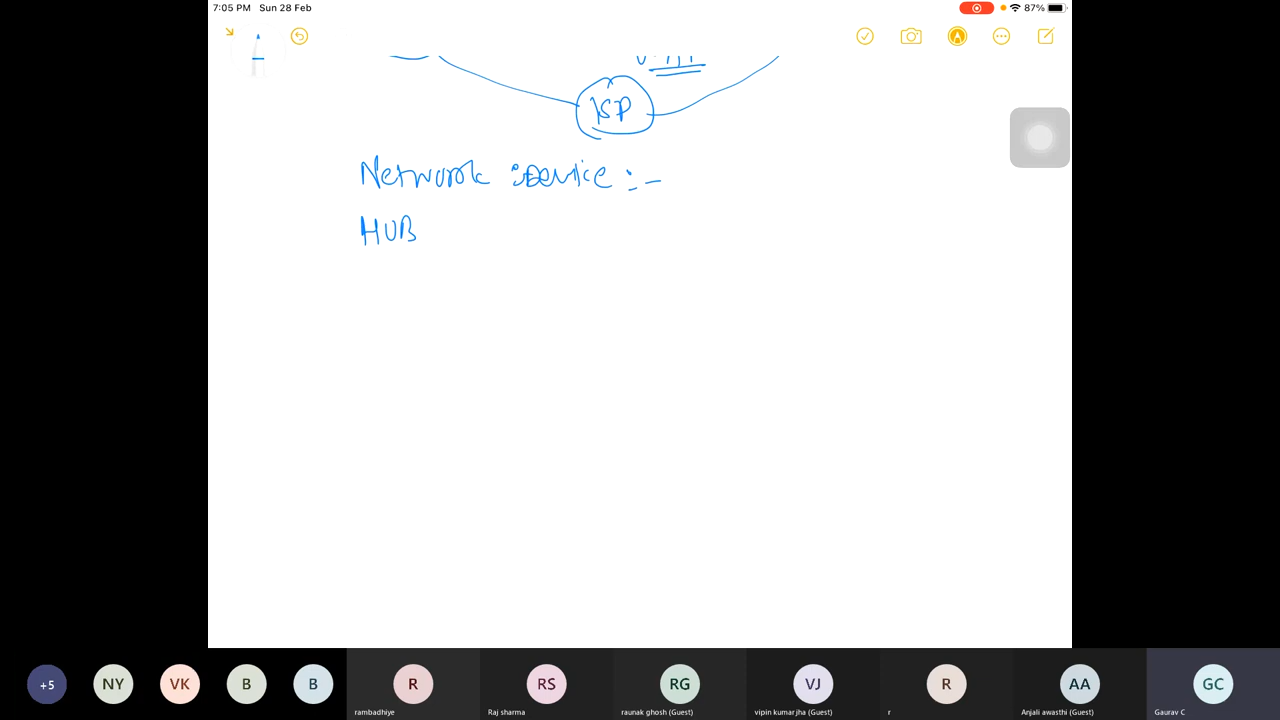 7:05 PM Sun 28 Feb 87%
ISP
Network :Device :-
HUB
+5 NY VK B B R RS RG VJ R AA GC
rambadhiye Raj sharma raunak ghosh (Guest) vipin kumar jha (Guest) r Anjali awasthi (Guest) Gaurav C